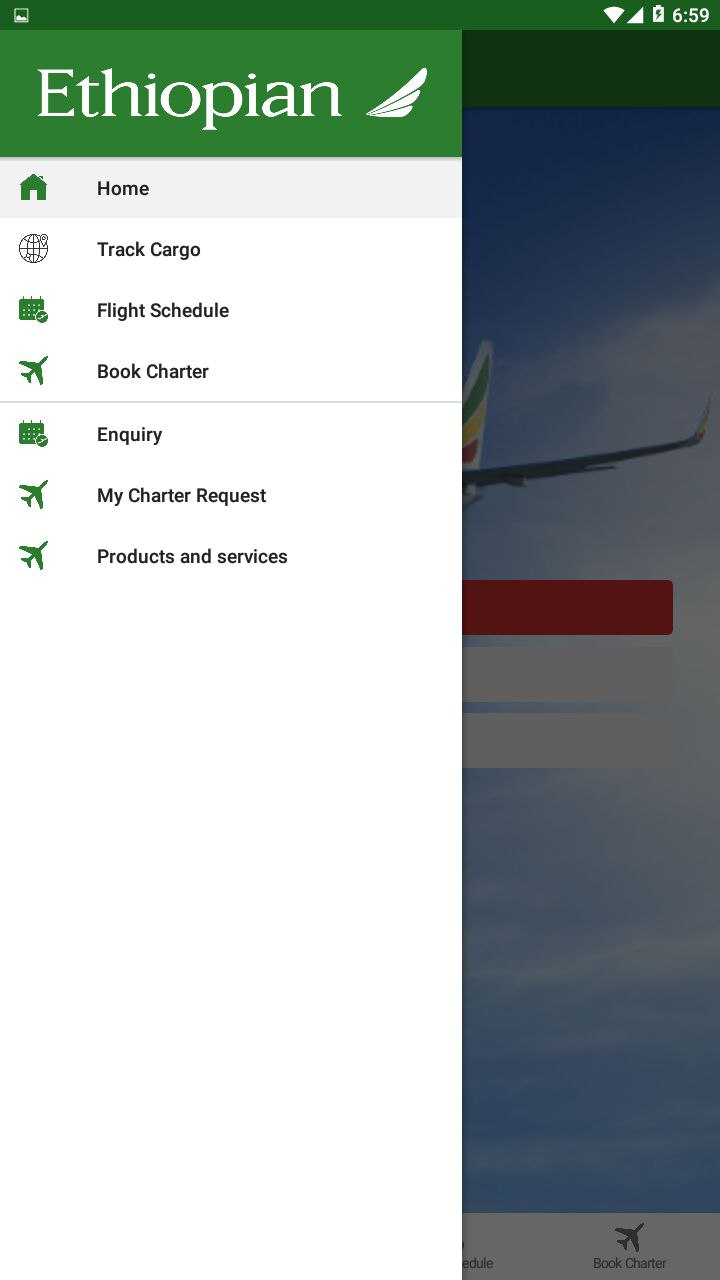 6:59
Ethiopian
Home
Track Cargo
Flight Schedule
Book Charter
Enquiry
My Charter Request
Products and services
edule
Book Charter